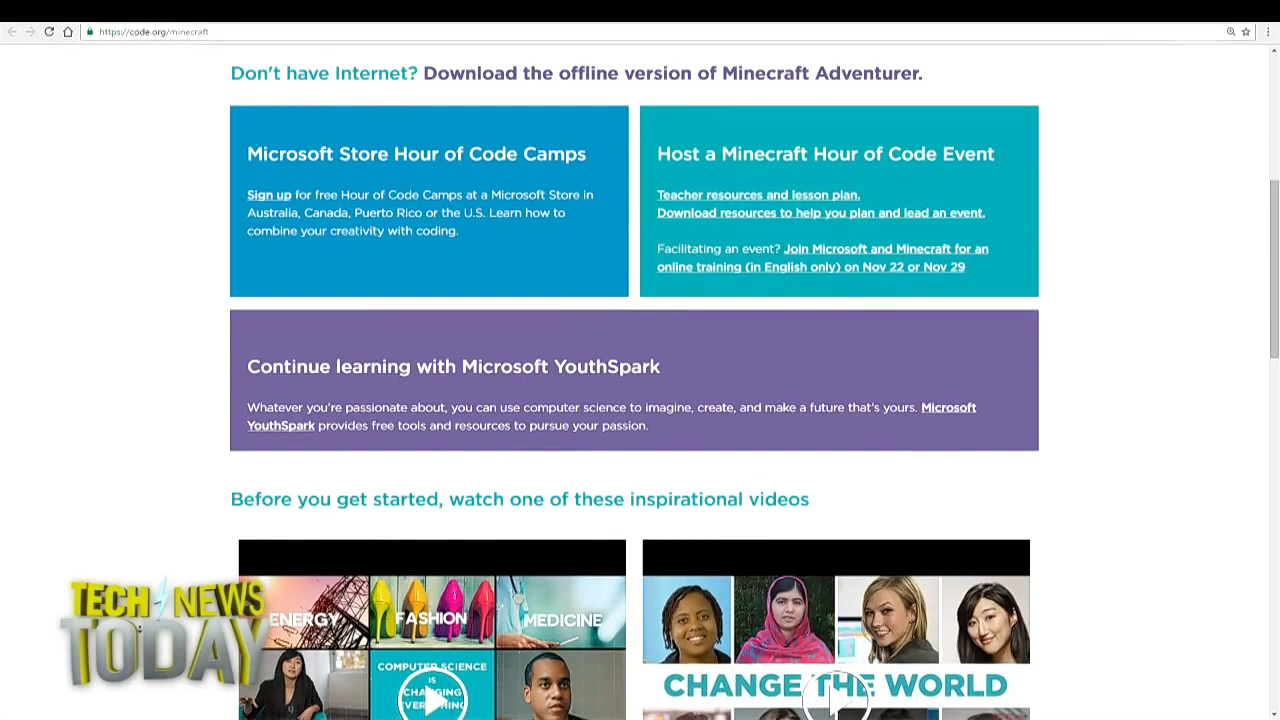 https://code.org/minecraft
Don't have Internet? Download the offline version of Minecraft Adventurer.
Microsoft Store Hour of Code Camps
Sign up for free Hour of Code Camps at a Microsoft Store in
Australia, Canada, Puerto Rico or the U.S. Learn how to
combine your creativity with coding.
Host a Minecraft Hour of Code Event
Teacher resources and lesson plan.
Download resources to help you plan and lead an event.
Facilitating an event? Join Microsoft and Minecraft for an
online training (in English only) on Nov 22 or Nov 29
Continue learning with Microsoft YouthSpark
Whatever you're passionate about, you can use computer science to imagine, create, and make a future that's yours. Microsoft
YouthSpark provides free tools and resources to pursue your passion.
Before you get started, watch one of these inspirational videos
ENERGY
FASHION
MEDICINE
COMPUTER SCIENCE
IS
CHANGING
EVERYTHING
CHANGE THE WORLD
TECH NEWS
TODAY